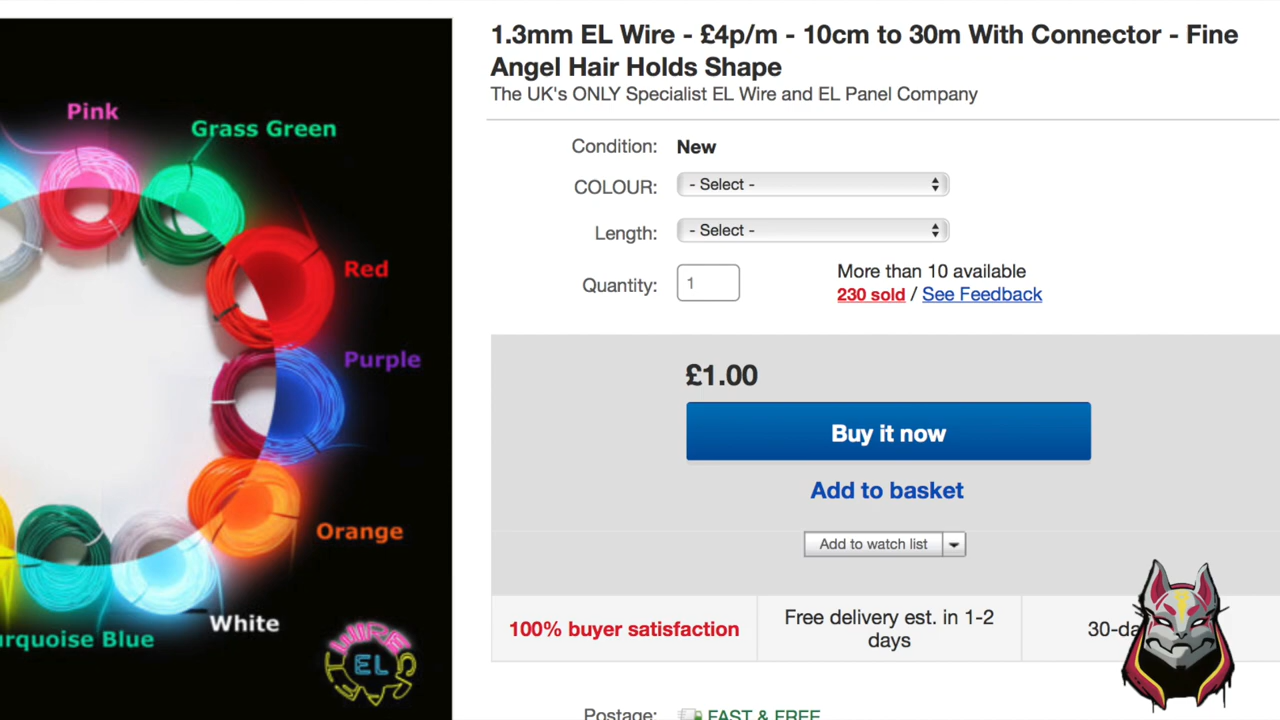 1.3mm EL Wire - £4p/m - 10cm to 30m With Connector - Fine
Angel Hair Holds Shape
The UK's ONLY Specialist EL Wire and EL Panel Company
Condition: New
COLOUR: - Select -
Length: - Select -
Quantity: 1
More than 10 available
230 sold / See Feedback
£1.00
Buy it now
Add to basket
Add to watch list
100% buyer satisfaction
Free delivery est. in 1-2
days
30-da
Postage: FAST & FREE
Pink
Grass Green
Red
Purple
Orange
White
urquoise Blue
WIRE
EL